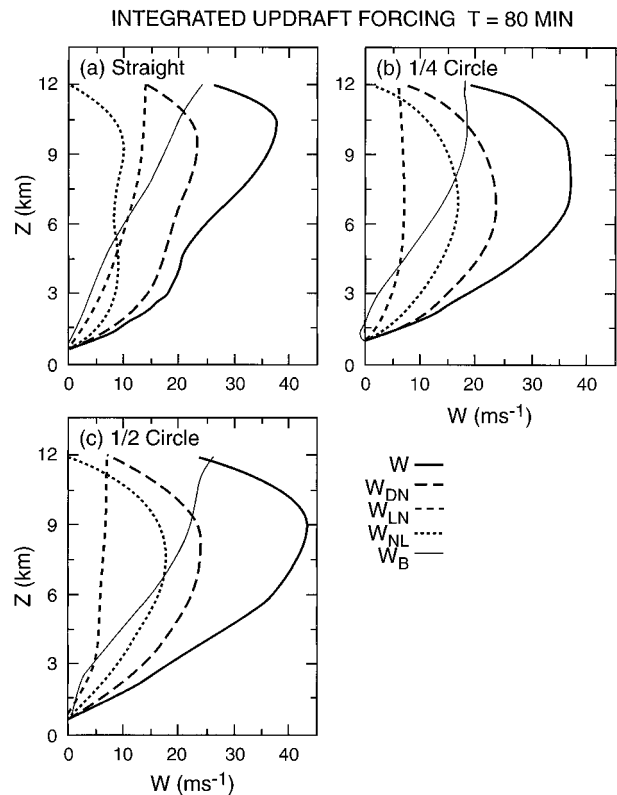 INTEGRATED UPDRAFT FORCING T = 80 MIN
(a) Straight
12
9
6
3
0
Z (km)
0 10 20 30 40
(b) 1/4 Circle
12
9
6
3
0
0 10 20 30 40
W (ms-1)
(c) 1/2 Circle
12
9
6
3
0
Z (km)
0 10 20 30 40
W (ms-1)
W
WDN
WLN
WNL
WB